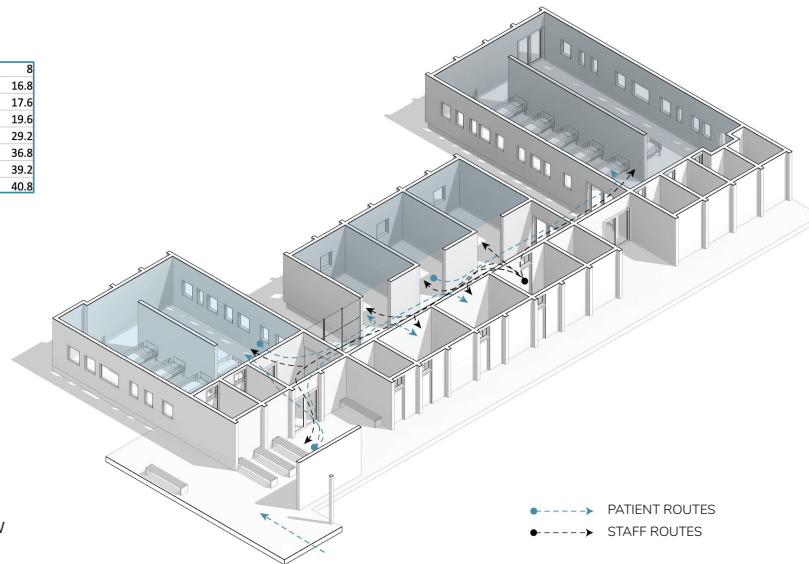 8
16.8
17.6
19.6
29.2
36.8
39.2
40.8
W
PATIENT ROUTES
STAFF ROUTES